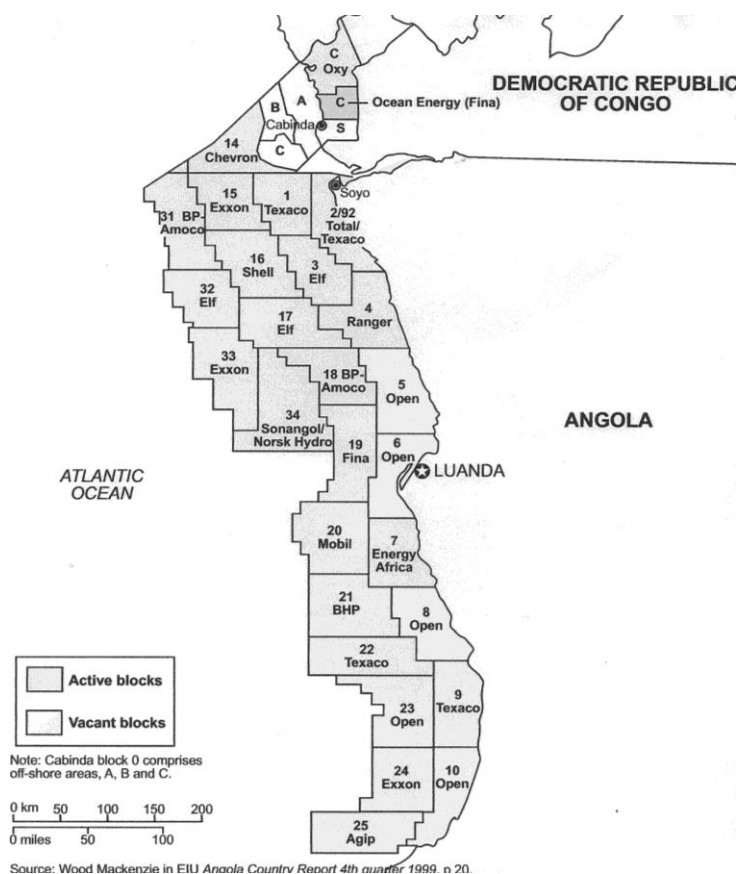 C
Oxy
DEMOCRATIC REPUBLIC
OF CONGO
C
Ocean Energy (Fina)
A
B
Cabinda
S
C
14
Chevron
Soyo
15
Exxon
1
Texaco
2/92
Total/
Texaco
31 BP-
Amoco
16
Shell
3
Elf
32
Elf
4
Ranger
17
Elf
33
Exxon
18 BP-
Amoco
5
Open
34
Sonangol/
Norsk Hydro
ANGOLA
19
Fina
6
Open
LUANDA
ATLANTIC
OCEAN
20
Mobil
7
Energy
Africa
21
BHP
8
Open
22
Texaco
9
Texaco
23
Open
24
Exxon
10
Open
25
Agip
Active blocks
Vacant blocks
Note: Cabinda block 0 comprises
off-shore areas, A, B and C.
0 km 50 100 150 200
0 miles 50 100
Source: Wood Mackenzie in EIU Angola Country Report 4th quarter 1999, p 20.